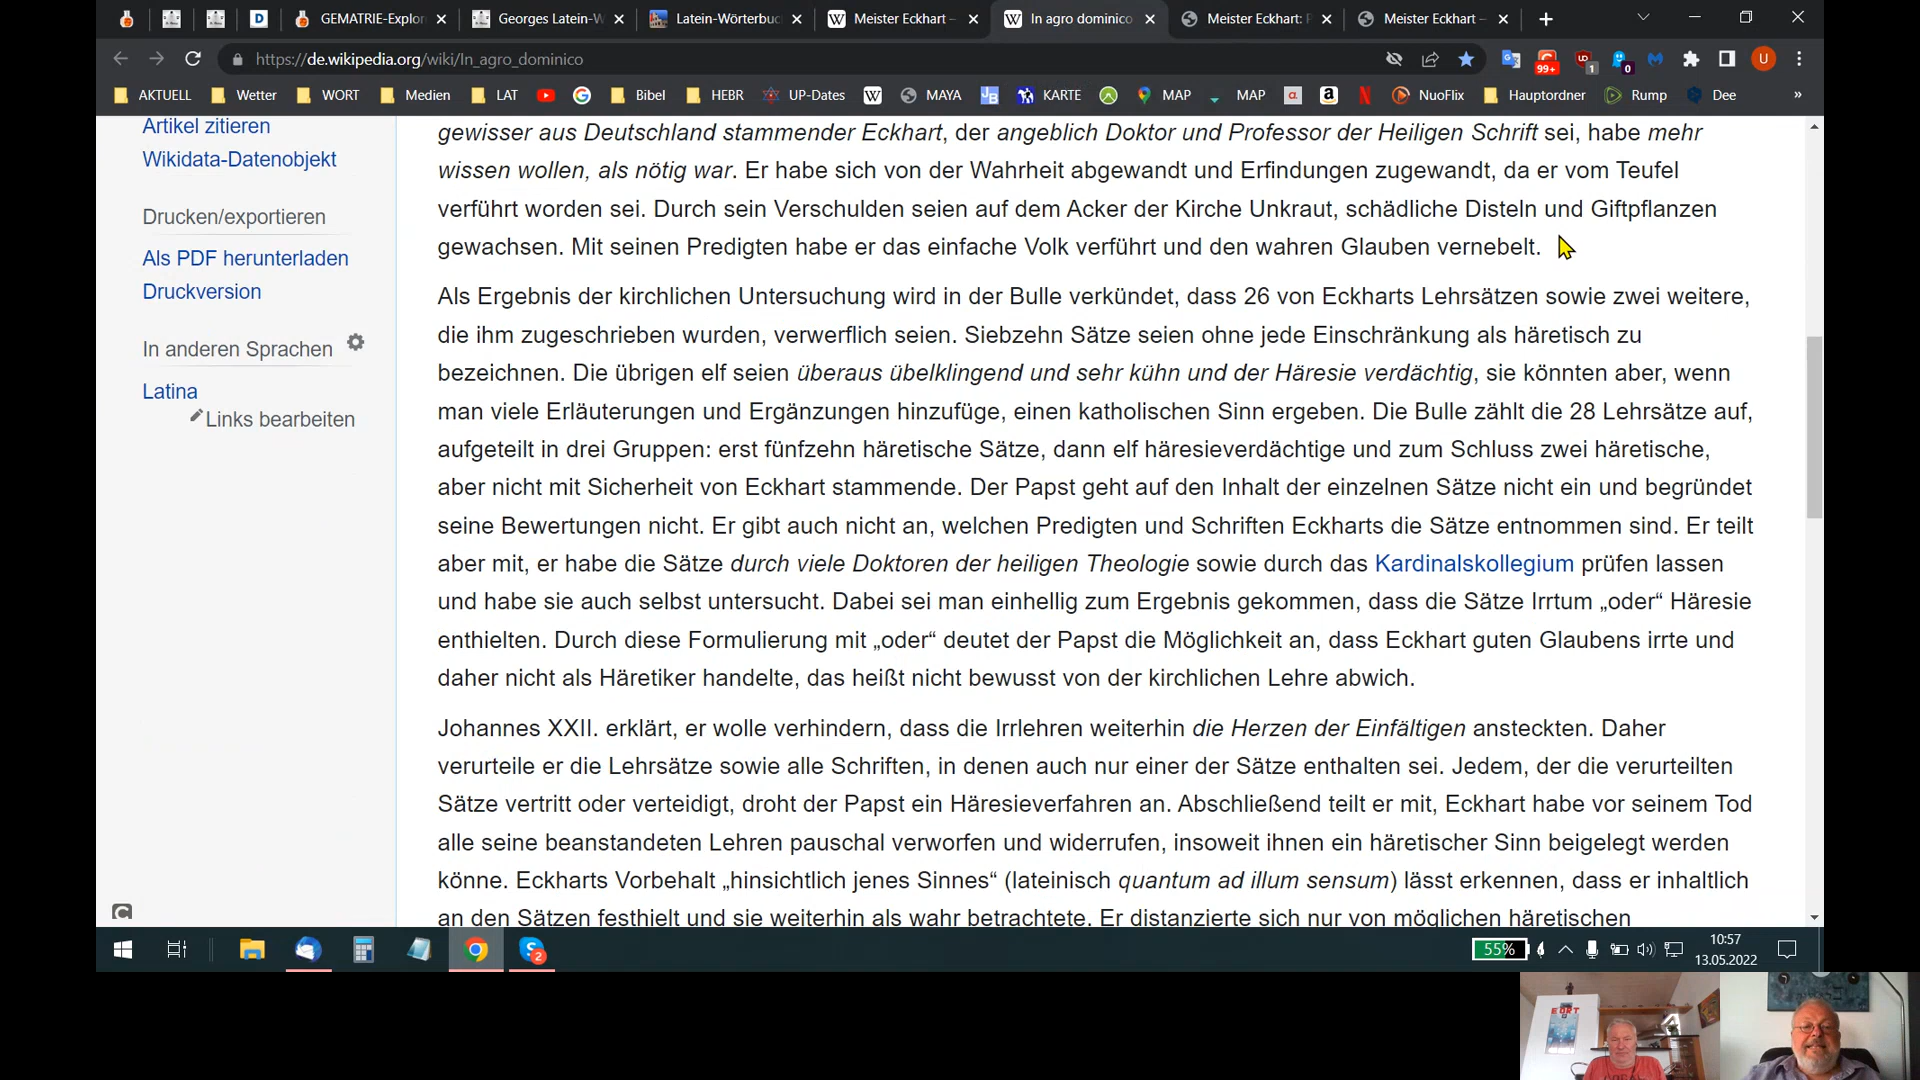 GEMATRIE-Explor
Georges Latein-W
Latein-Wörterbuc
Meister Eckhart –
In agro dominico
Meister Eckhart: P
Meister Eckhart –
https://de.wikipedia.org/wiki/In_agro_dominico
99+
1
0
U
AKTUELL
Wetter
WORT
Medien
LAT
Bibel
HEBR
UP-Dates
MAYA
KARTE
MAP
MAP
NuoFlix
Hauptordner
Rump
Dee
»
Artikel zitieren
Wikidata-Datenobjekt
Drucken/exportieren
Als PDF herunterladen
Druckversion
In anderen Sprachen
Latina
Links bearbeiten
gewisser aus Deutschland stammender Eckhart, der angeblich Doktor und Professor der Heiligen Schrift sei, habe mehr
wissen wollen, als nötig war. Er habe sich von der Wahrheit abgewandt und Erfindungen zugewandt, da er vom Teufel
verführt worden sei. Durch sein Verschulden seien auf dem Acker der Kirche Unkraut, schädliche Disteln und Giftpflanzen
gewachsen. Mit seinen Predigten habe er das einfache Volk verführt und den wahren Glauben vernebelt.
Als Ergebnis der kirchlichen Untersuchung wird in der Bulle verkündet, dass 26 von Eckharts Lehrsätzen sowie zwei weitere,
die ihm zugeschrieben wurden, verwerflich seien. Siebzehn Sätze seien ohne jede Einschränkung als häretisch zu
bezeichnen. Die übrigen elf seien überaus übelklingend und sehr kühn und der Häresie verdächtig, sie könnten aber, wenn
man viele Erläuterungen und Ergänzungen hinzufüge, einen katholischen Sinn ergeben. Die Bulle zählt die 28 Lehrsätze auf,
aufgeteilt in drei Gruppen: erst fünfzehn häretische Sätze, dann elf häresieverdächtige und zum Schluss zwei häretische,
aber nicht mit Sicherheit von Eckhart stammende. Der Papst geht auf den Inhalt der einzelnen Sätze nicht ein und begründet
seine Bewertungen nicht. Er gibt auch nicht an, welchen Predigten und Schriften Eckharts die Sätze entnommen sind. Er teilt
aber mit, er habe die Sätze durch viele Doktoren der heiligen Theologie sowie durch das Kardinalskollegium prüfen lassen
und habe sie auch selbst untersucht. Dabei sei man einhellig zum Ergebnis gekommen, dass die Sätze Irrtum „oder“ Häresie
enthielten. Durch diese Formulierung mit „oder“ deutet der Papst die Möglichkeit an, dass Eckhart guten Glaubens irrte und
daher nicht als Häretiker handelte, das heißt nicht bewusst von der kirchlichen Lehre abwich.
Johannes XXII. erklärt, er wolle verhindern, dass die Irrlehren weiterhin die Herzen der Einfältigen ansteckten. Daher
verurteile er die Lehrsätze sowie alle Schriften, in denen auch nur einer der Sätze enthalten sei. Jedem, der die verurteilten
Sätze vertritt oder verteidigt, droht der Papst ein Häresieverfahren an. Abschließend teilt er mit, Eckhart habe vor seinem Tod
alle seine beanstandeten Lehren pauschal verworfen und widerrufen, insoweit ihnen ein häretischer Sinn beigelegt werden
könne. Eckharts Vorbehalt „hinsichtlich jenes Sinnes“ (lateinisch quantum ad illum sensum) lässt erkennen, dass er inhaltlich
an den Sätzen festhielt und sie weiterhin als wahr betrachtete. Er distanzierte sich nur von möglichen häretischen
55%
10:57
13.05.2022
2